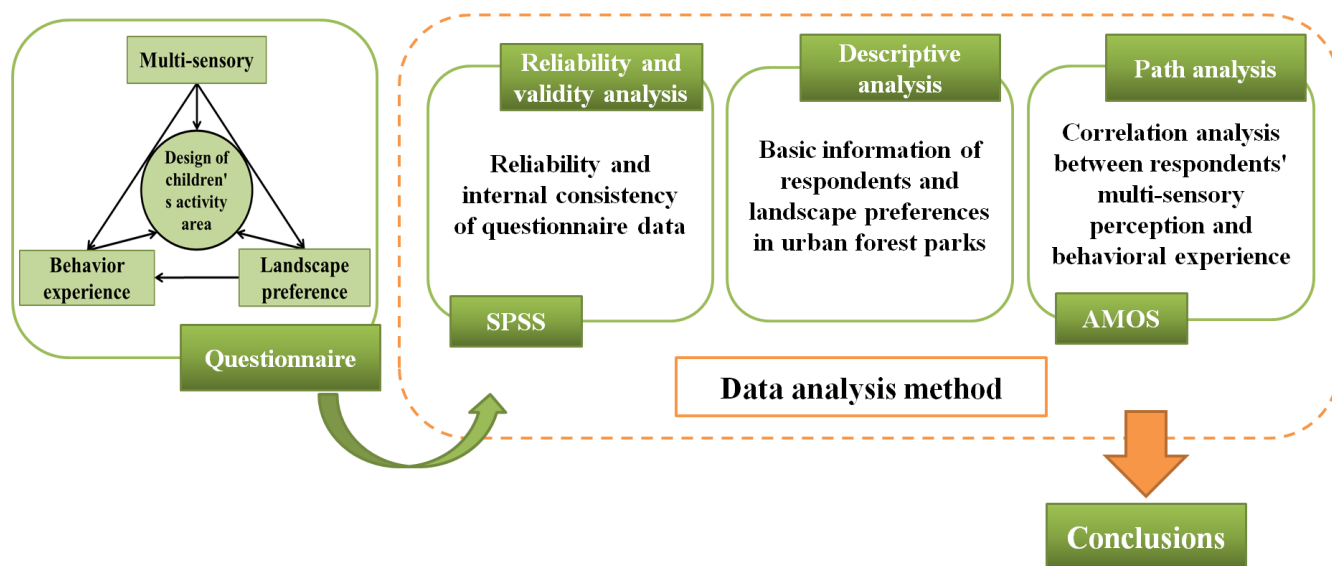 Multi-sensory
Design of
children'
s activity
area
Behavior
experience
Landscape
preference
Questionnaire
Reliability and
validity analysis
Reliability and
internal consistency
of questionnaire data
SPSS
Descriptive
analysis
Basic information of
respondents and
landscape preferences
in urban forest parks
Path analysis
Correlation analysis
between respondents'
multi-sensory
perception and
behavioral experience
AMOS
Data analysis method
Conclusions